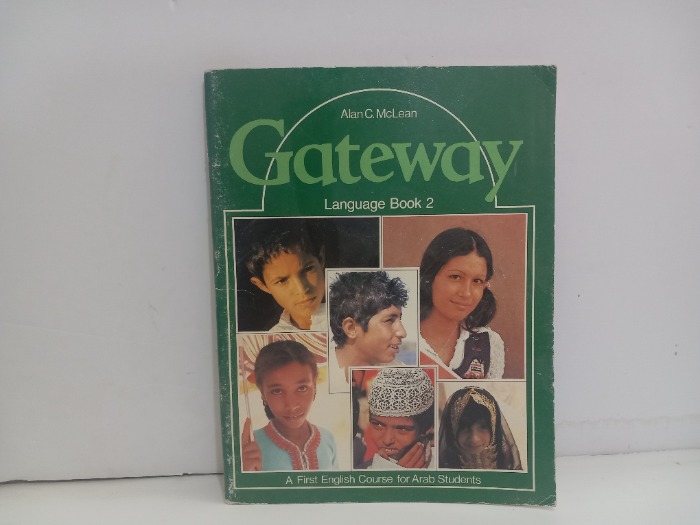 Alan C. McLean
Gateway
Language Book 2
A First English Course for Arab Students